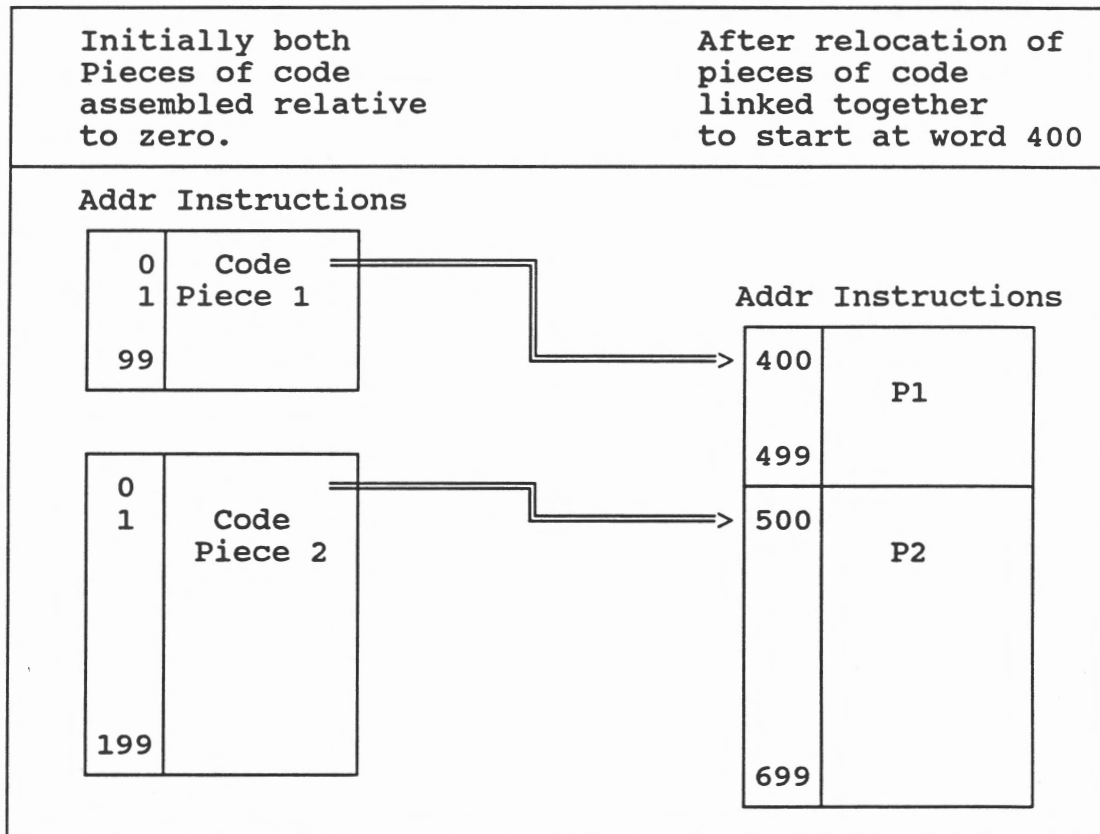 Initially both
Pieces of code
assembled relative
to zero.
After relocation of
pieces of code
linked together
to start at word 400
Addr Instructions
0 Code
1 Piece 1
99
0
1 Code
Piece 2
199
Addr Instructions
400
P1
499
500
P2
699